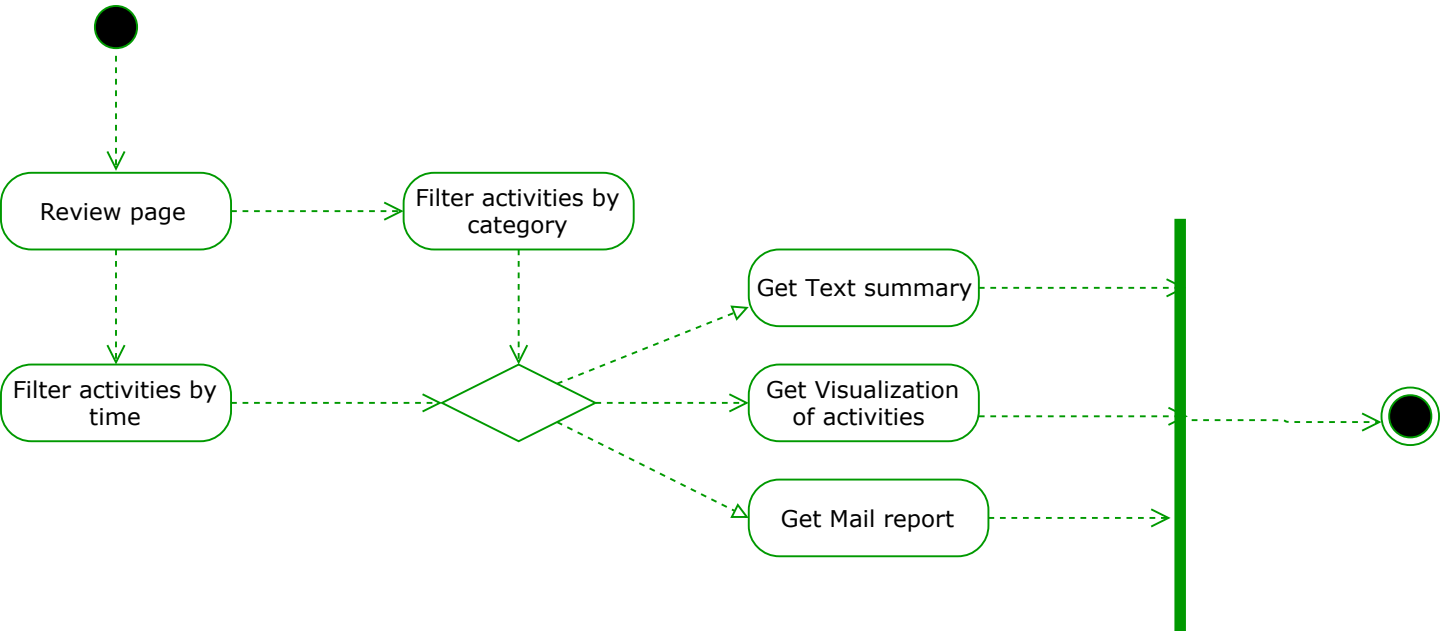 Review page
Filter activities by
category
Get Text summary
Filter activities by
time
Get Visualization
of activities
Get Mail report